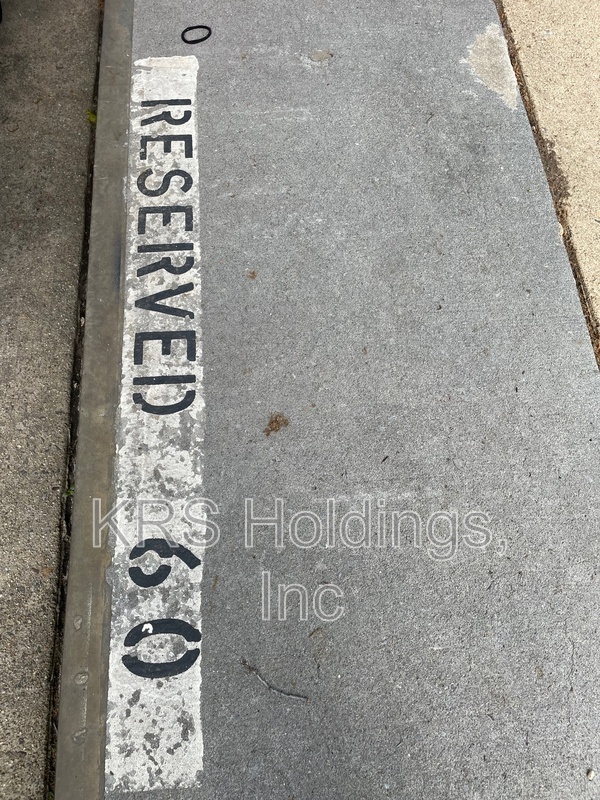 RESERVED 60
KRS Holdings,
Inc